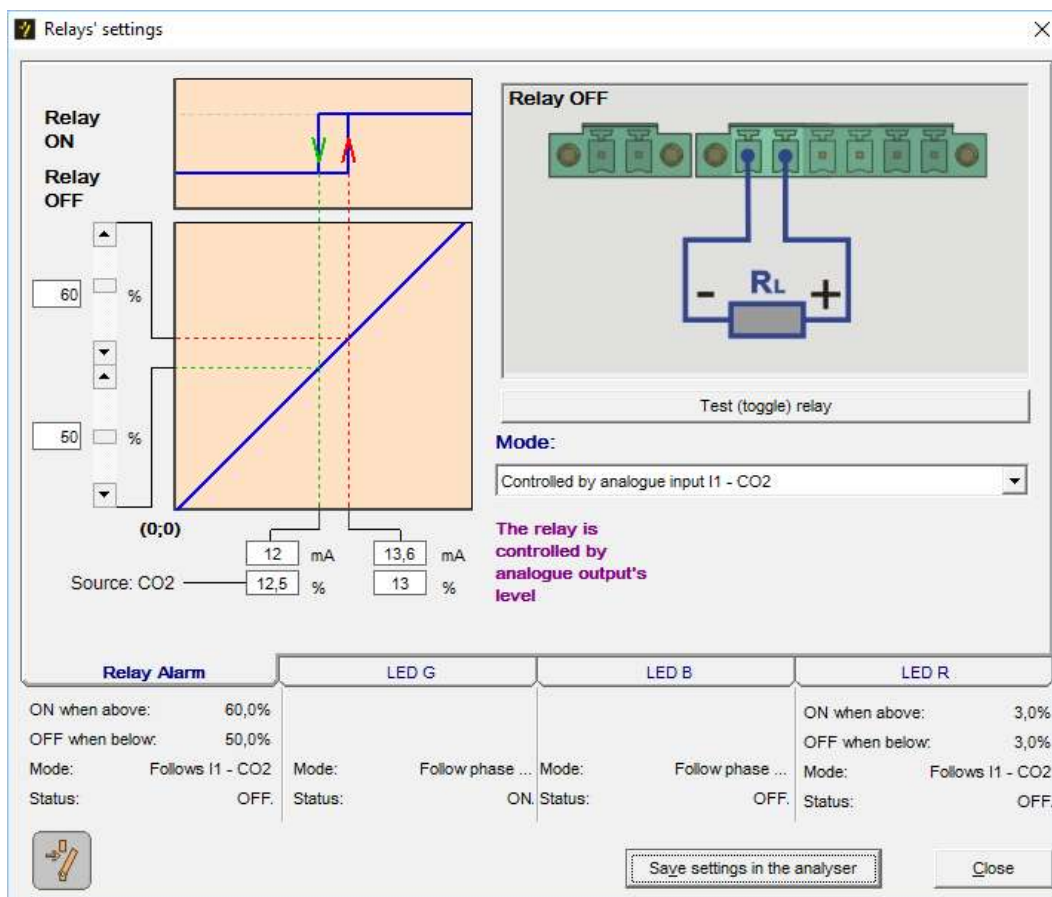 Relays' settings
Relay
ON
Relay
OFF
60 %
50 %
(0;0)
12 mA 13,6 mA
Source: CO2 12,5 % 13 %
Relay OFF
- RL +
Test (toggle) relay
Mode:
Controlled by analogue input I1 - CO2
The relay is
controlled by
analogue output's
level
Relay Alarm LED G LED B LED R
ON when above: 60,0% ON when above: 3,0%
OFF when below: 50,0% OFF when below: 3,0%
Mode: Follows I1 - CO2 Mode: Follow phase ... Mode: Follow phase ... Mode: Follows I1 - CO2
Status: OFF. Status: ON. Status: OFF. Status: OFF.
Save settings in the analyser Close